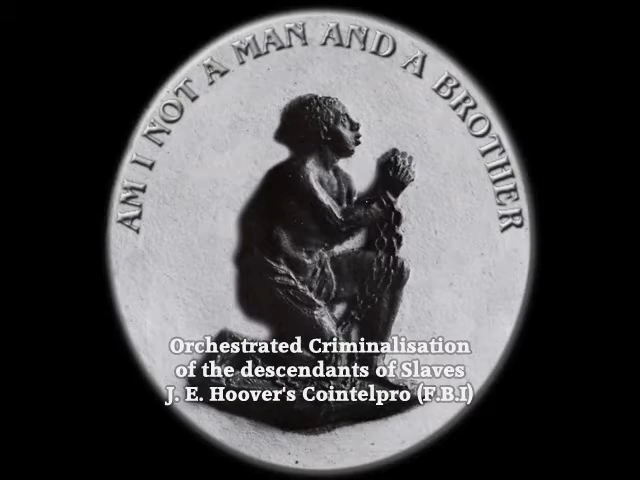 AM I NOT A MAN AND A BROTHER
Orchestrated Criminalisation
of the descendants of Slaves
J. E. Hoover's Cointelpro (F.B.I)